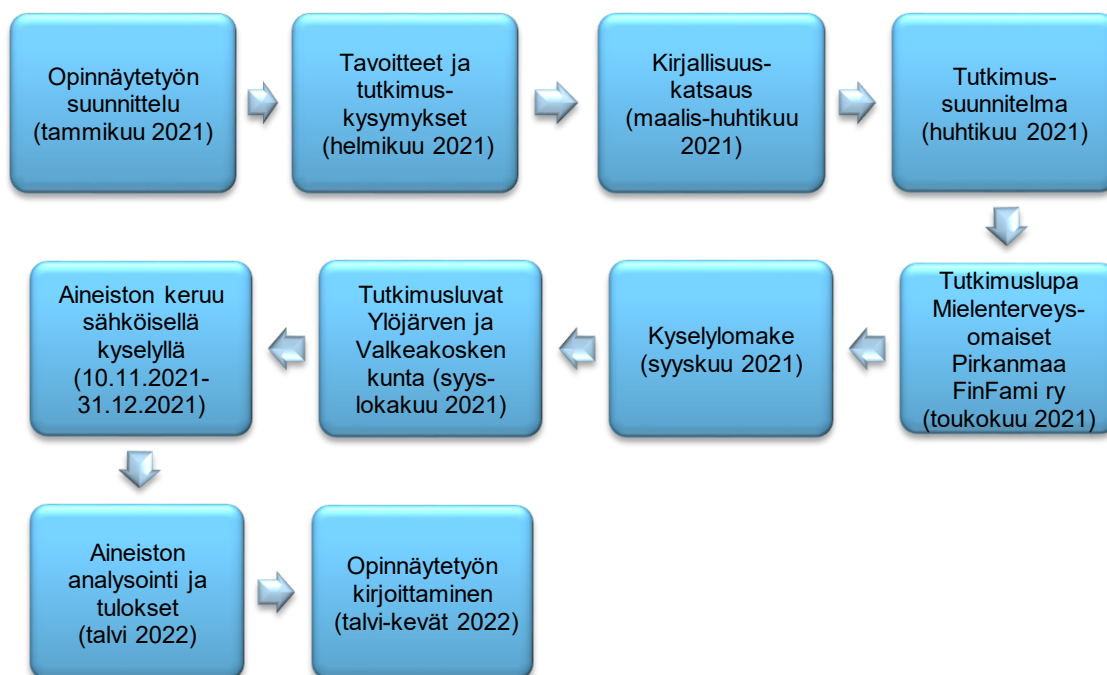 Opinnäytetyön
suunnittelu
(tammikuu 2021)
Tavoitteet ja
tutkimus-
kysymykset
(helmikuu 2021)
Kirjallisuus-
katsaus
(maalis-huhtikuu
2021)
Tutkimus-
suunnitelma
(huhtikuu 2021)
Tutkimuslupa
Mielenterveys-
omaiset
Pirkanmaa
FinFami ry
(toukokuu 2021)
Kyselylomake
(syyskuu 2021)
Tutkimusluvat
Ylöjärven ja
Valkeakosken
kunta (syys-
lokakuu 2021)
Aineiston keruu
sähköisellä
kyselyllä
(10.11.2021-
31.12.2021)
Aineiston
analysointi ja
tulokset
(talvi 2022)
Opinnäytetyön
kirjoittaminen
(talvi-kevät 2022)